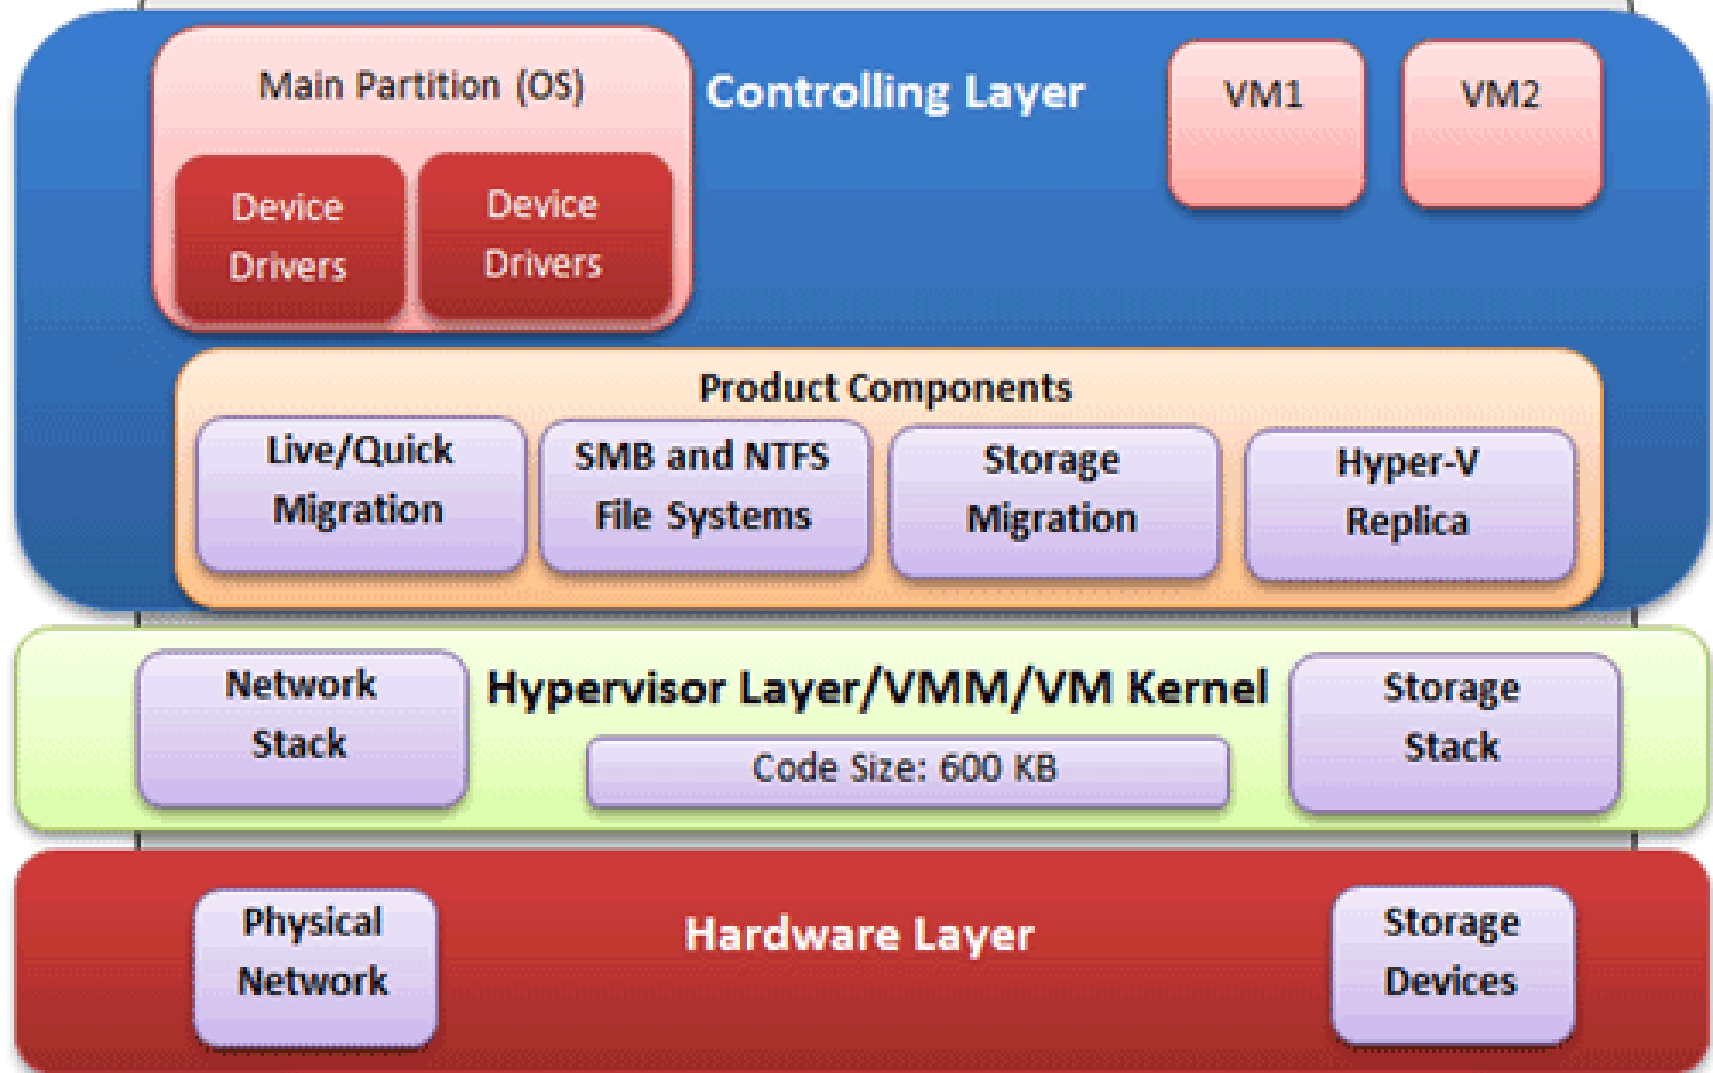 Main Partition (OS)
Controlling Layer
VM1
VM2
Device
Drivers
Device
Drivers
Product Components
Live/Quick
Migration
SMB and NTFS
File Systems
Storage
Migration
Hyper-V
Replica
Network
Stack
Hypervisor Layer/VMM/VM Kernel
Code Size: 600 KB
Storage
Stack
Physical
Network
Hardware Layer
Storage
Devices